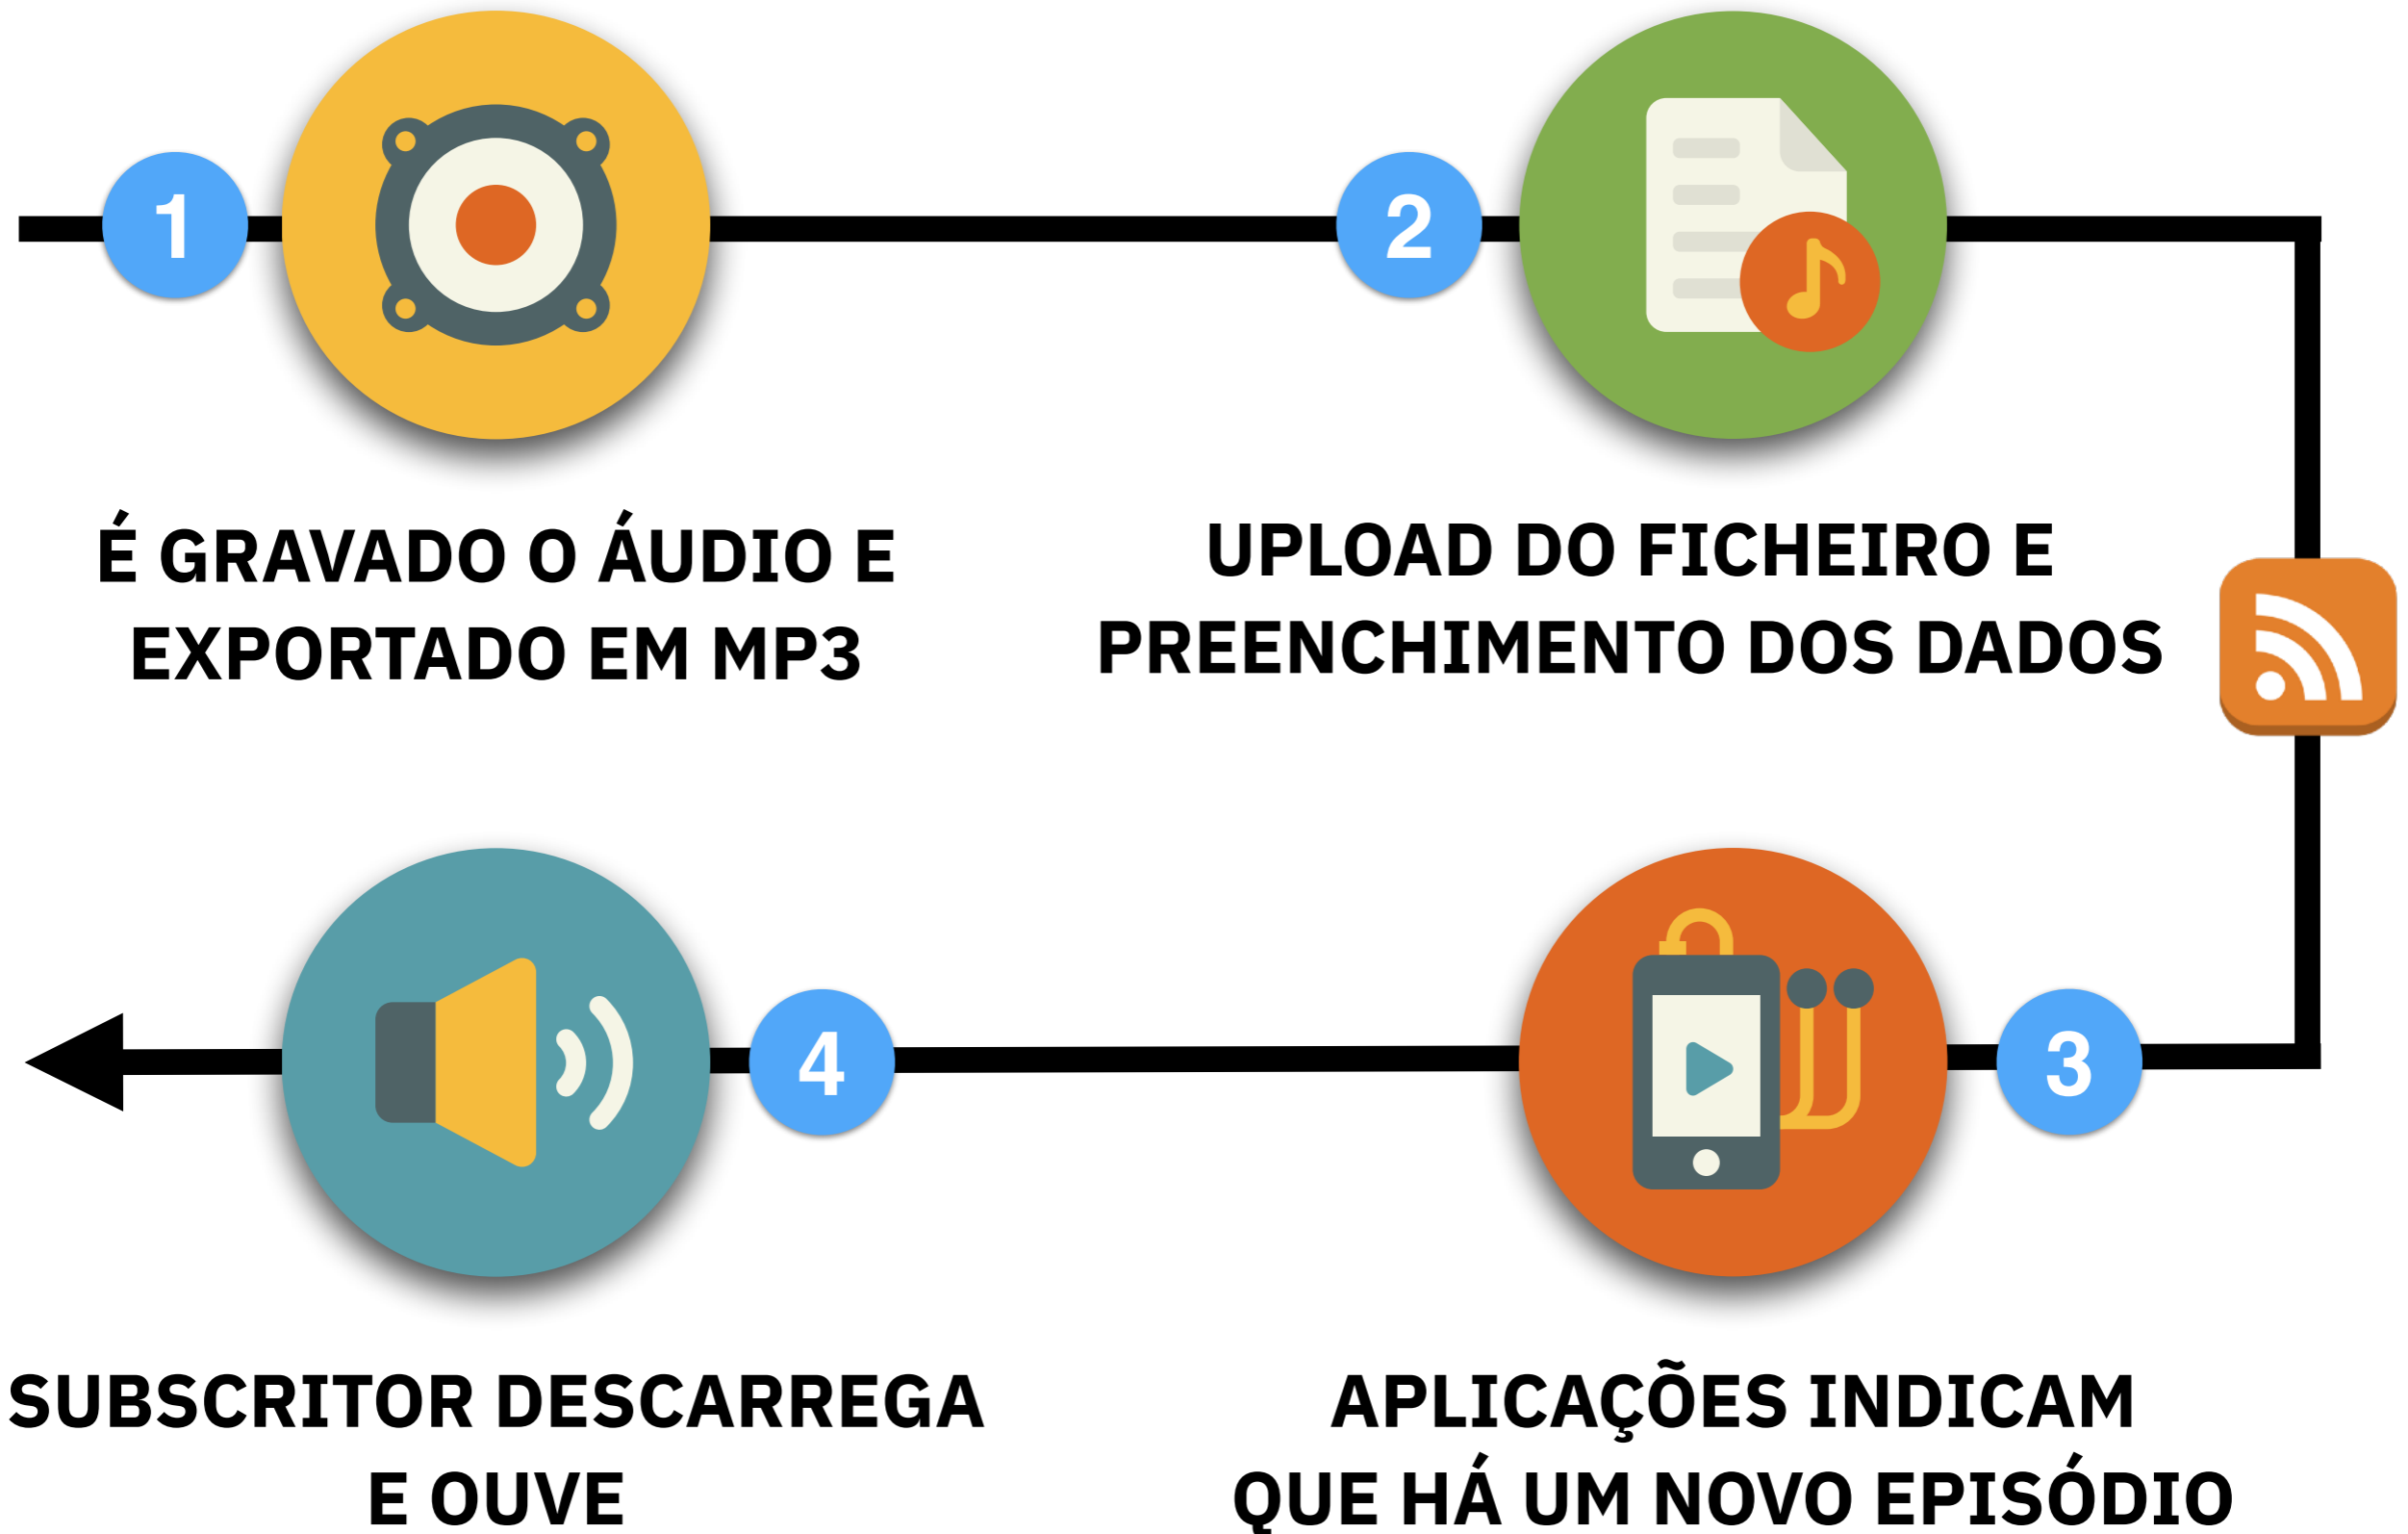 1
É GRAVADO O ÁUDIO E
EXPORTADO EM MP3
2
UPLOAD DO FICHEIRO E
PREENCHIMENTO DOS DADOS
3
APLICAÇÕES INDICAM
QUE HÁ UM NOVO EPISÓDIO
4
SUBSCRITOR DESCARREGA
E OUVE